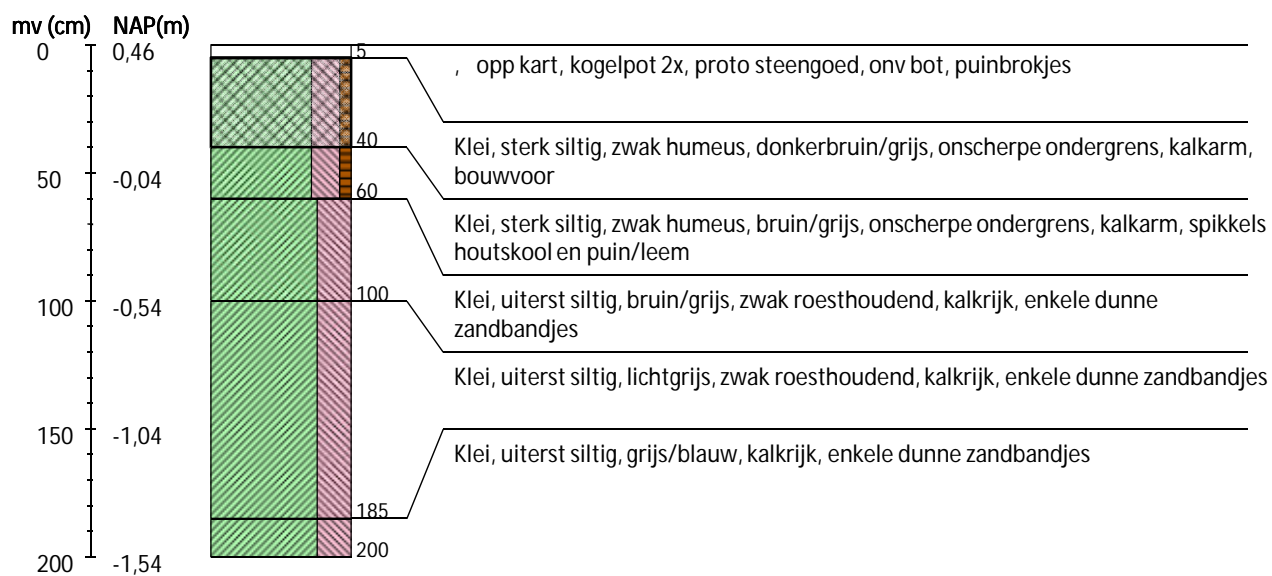 mv (cm) NAP(m)
0 0,46
5
, opp kart, kogelpot 2x, proto steengoed, onv bot, puinbrokjes
40
Klei, sterk siltig, zwak humeus, donkerbruin/grijs, onscherpe ondergrens, kalkarm,
bouwvoor
50 -0,04
60
Klei, sterk siltig, zwak humeus, bruin/grijs, onscherpe ondergrens, kalkarm, spikkels
houtskool en puin/leem
100
100 -0,54
Klei, uiterst siltig, bruin/grijs, zwak roesthoudend, kalkrijk, enkele dunne
zandbandjes
Klei, uiterst siltig, lichtgrijs, zwak roesthoudend, kalkrijk, enkele dunne zandbandjes
150 -1,04
Klei, uiterst siltig, grijs/blauw, kalkrijk, enkele dunne zandbandjes
185
200
200 -1,54